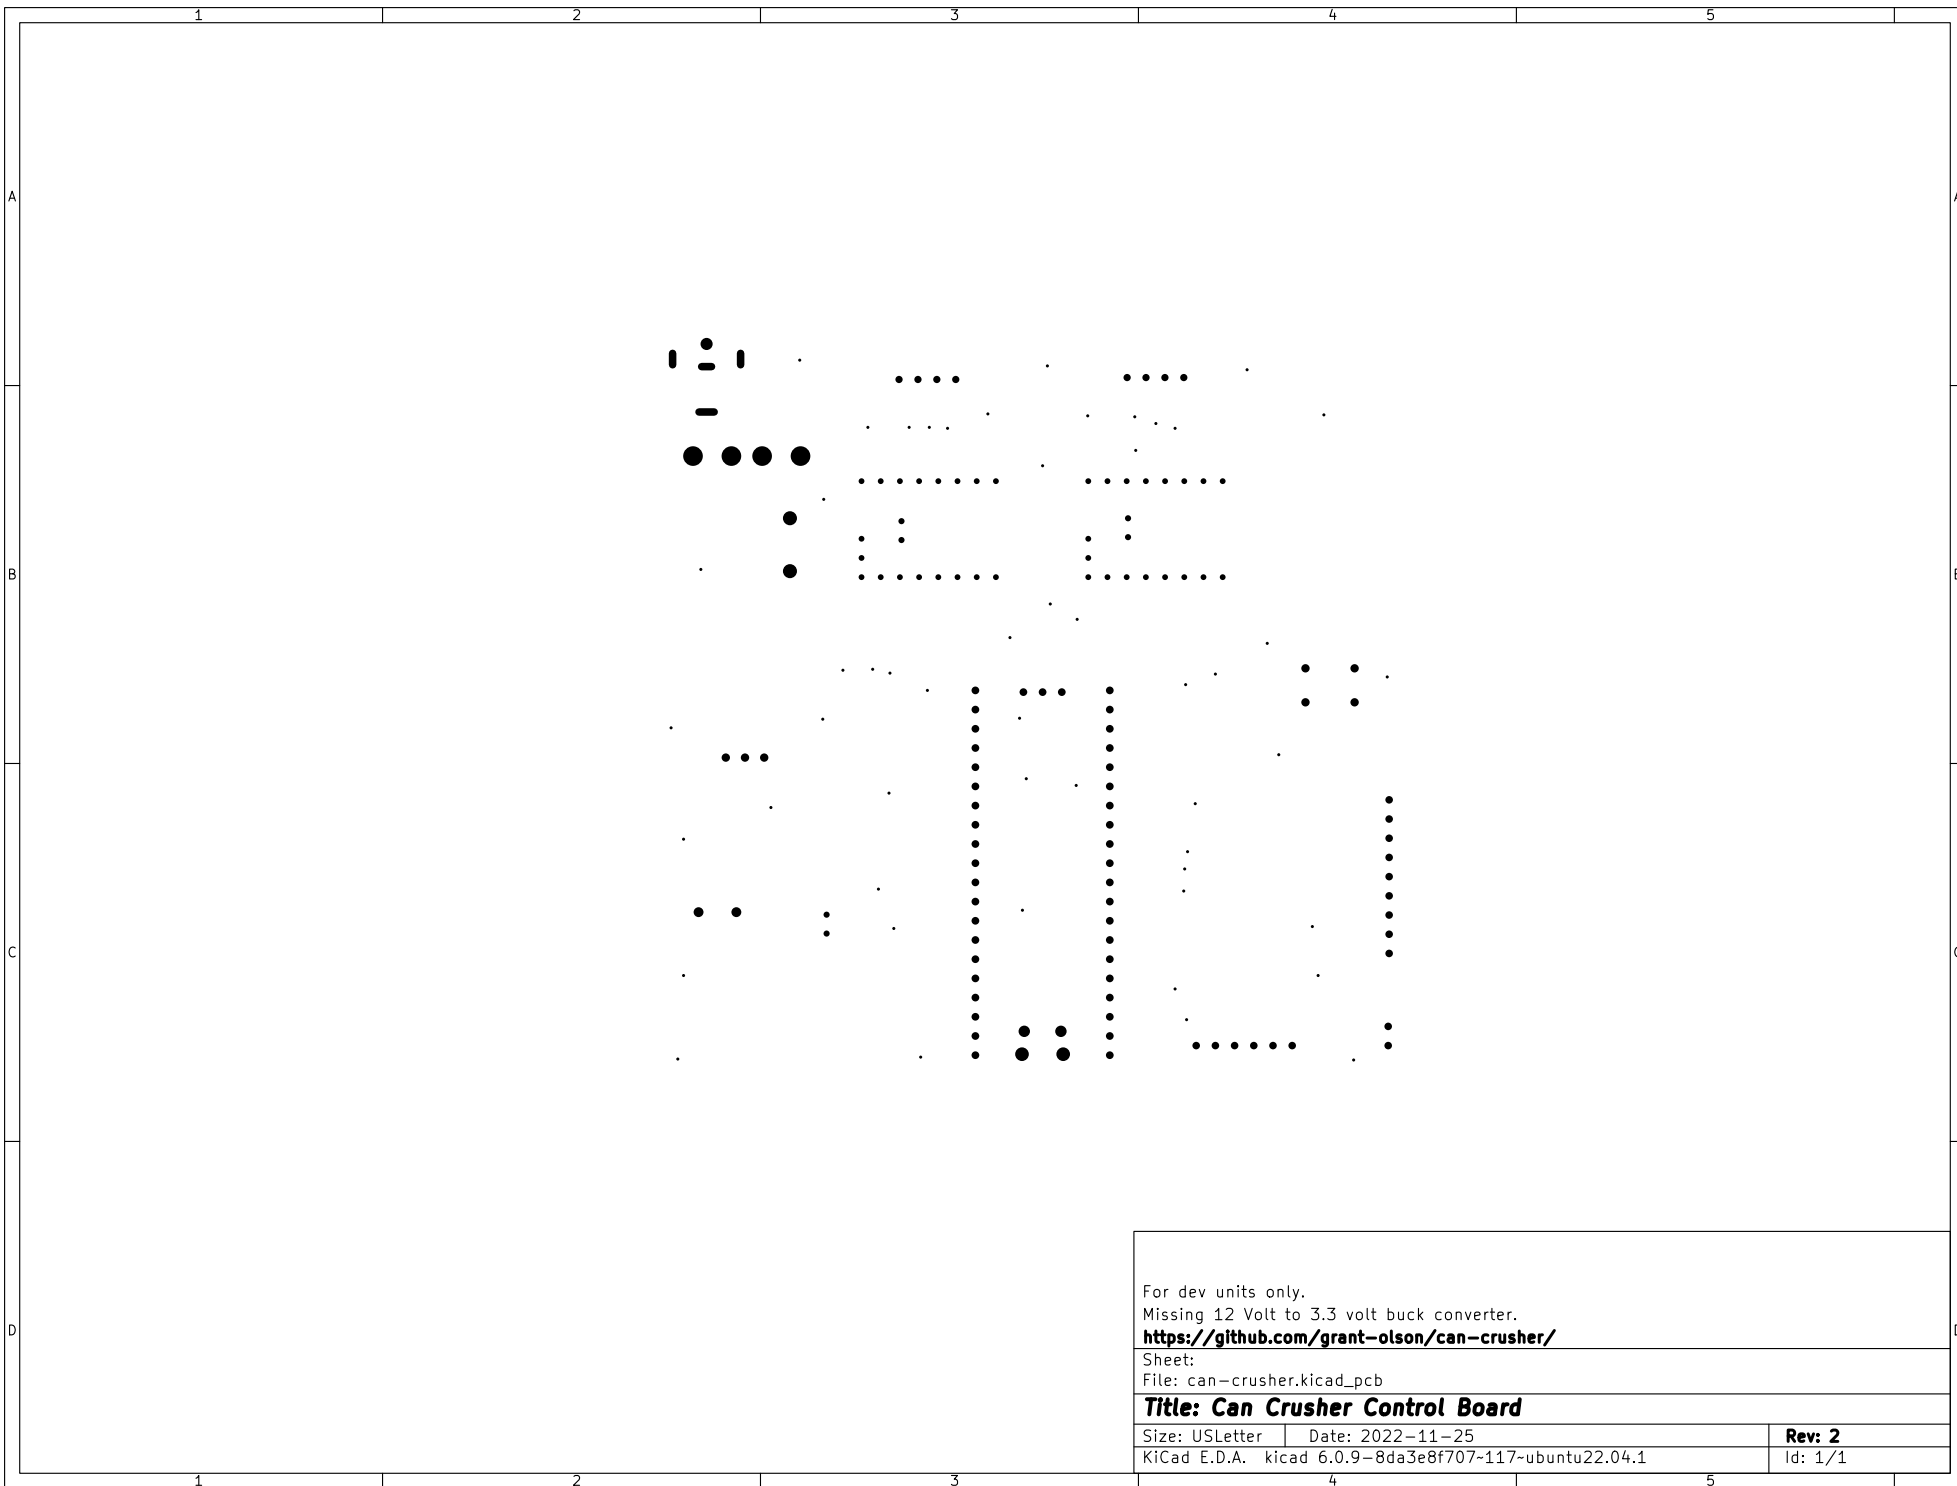 1 2 3 4 5
A A
B B
C C
D D
For dev units only.
Missing 12 Volt to 3.3 volt buck converter.
https://github.com/grant-olson/can-crusher/
Sheet:
File: can-crusher.kicad_pcb
Title: Can Crusher Control Board
Size: USLetter Date: 2022-11-25 Rev: 2
KiCad E.D.A. kicad 6.0.9-8da3e8f707~117~ubuntu22.04.1 Id: 1/1
1 2 3 4 5